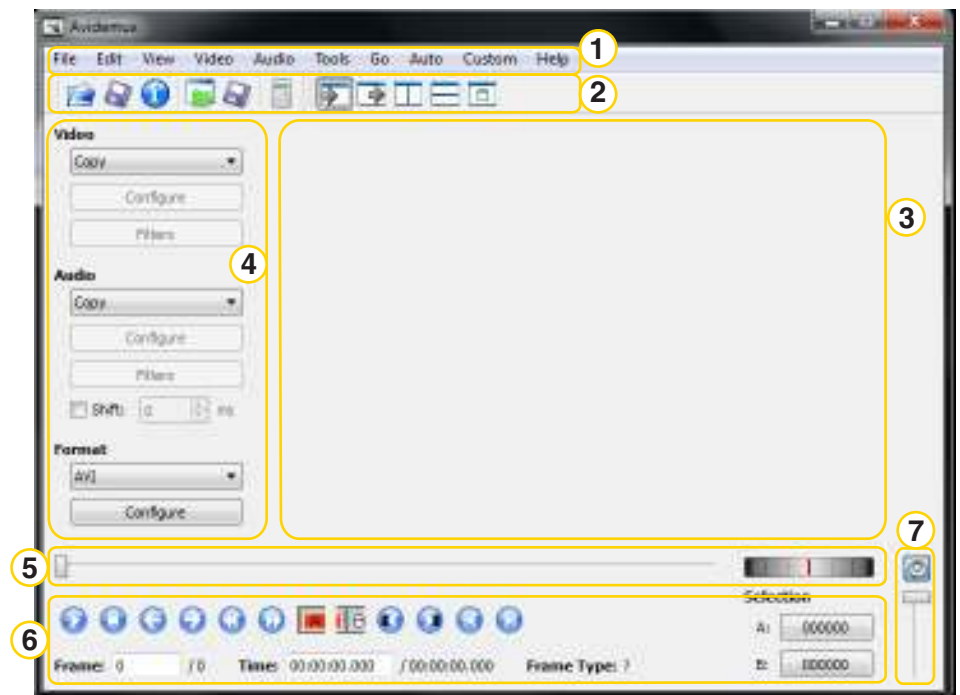 Avidemux
File Edit View Video Audio Tools Go Auto Custom Help
1
2
Video
Copy
Configure
Filters
3
4
Audio
Copy
Configure
Filters
Shift: 0 ms
Format
AVI
Configure
7
5
Selection
A: 000000
6
Frame: 0 / 0 Time: 00:00:00.000 / 00:00:00.000 Frame Type: ?
B: 000000